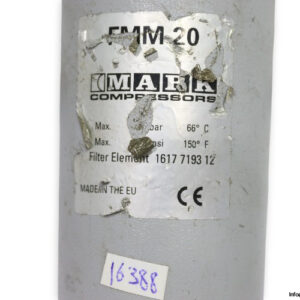 FMM 20
MARK
COMPRESSORS
Max. bar 66° C
Max. psi 150° F
Filter Element 1617 7193 12
MADE IN THE EU CE
16388